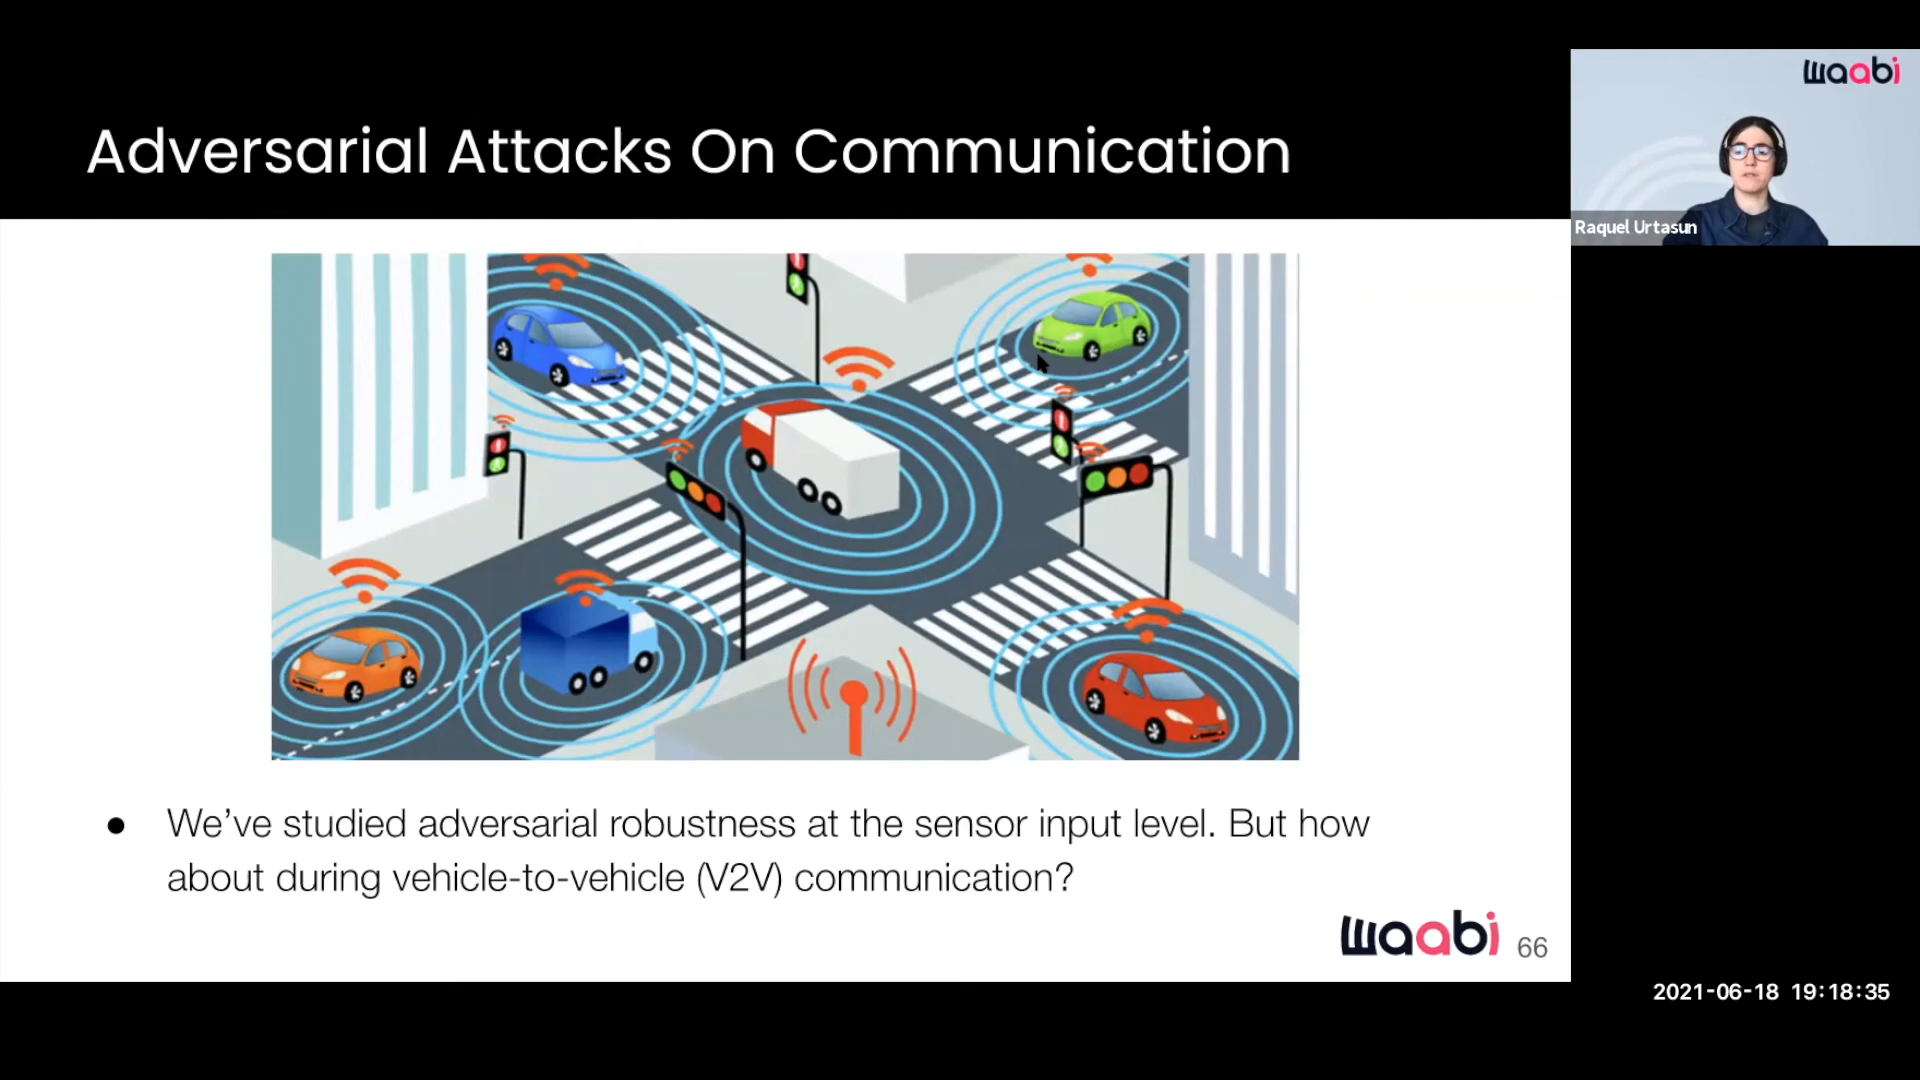 Adversarial Attacks On Communication
waabi
Raquel Urtasun
● We’ve studied adversarial robustness at the sensor input level. But how
about during vehicle-to-vehicle (V2V) communication?
waabi 66
2021-06-18 19:18:35